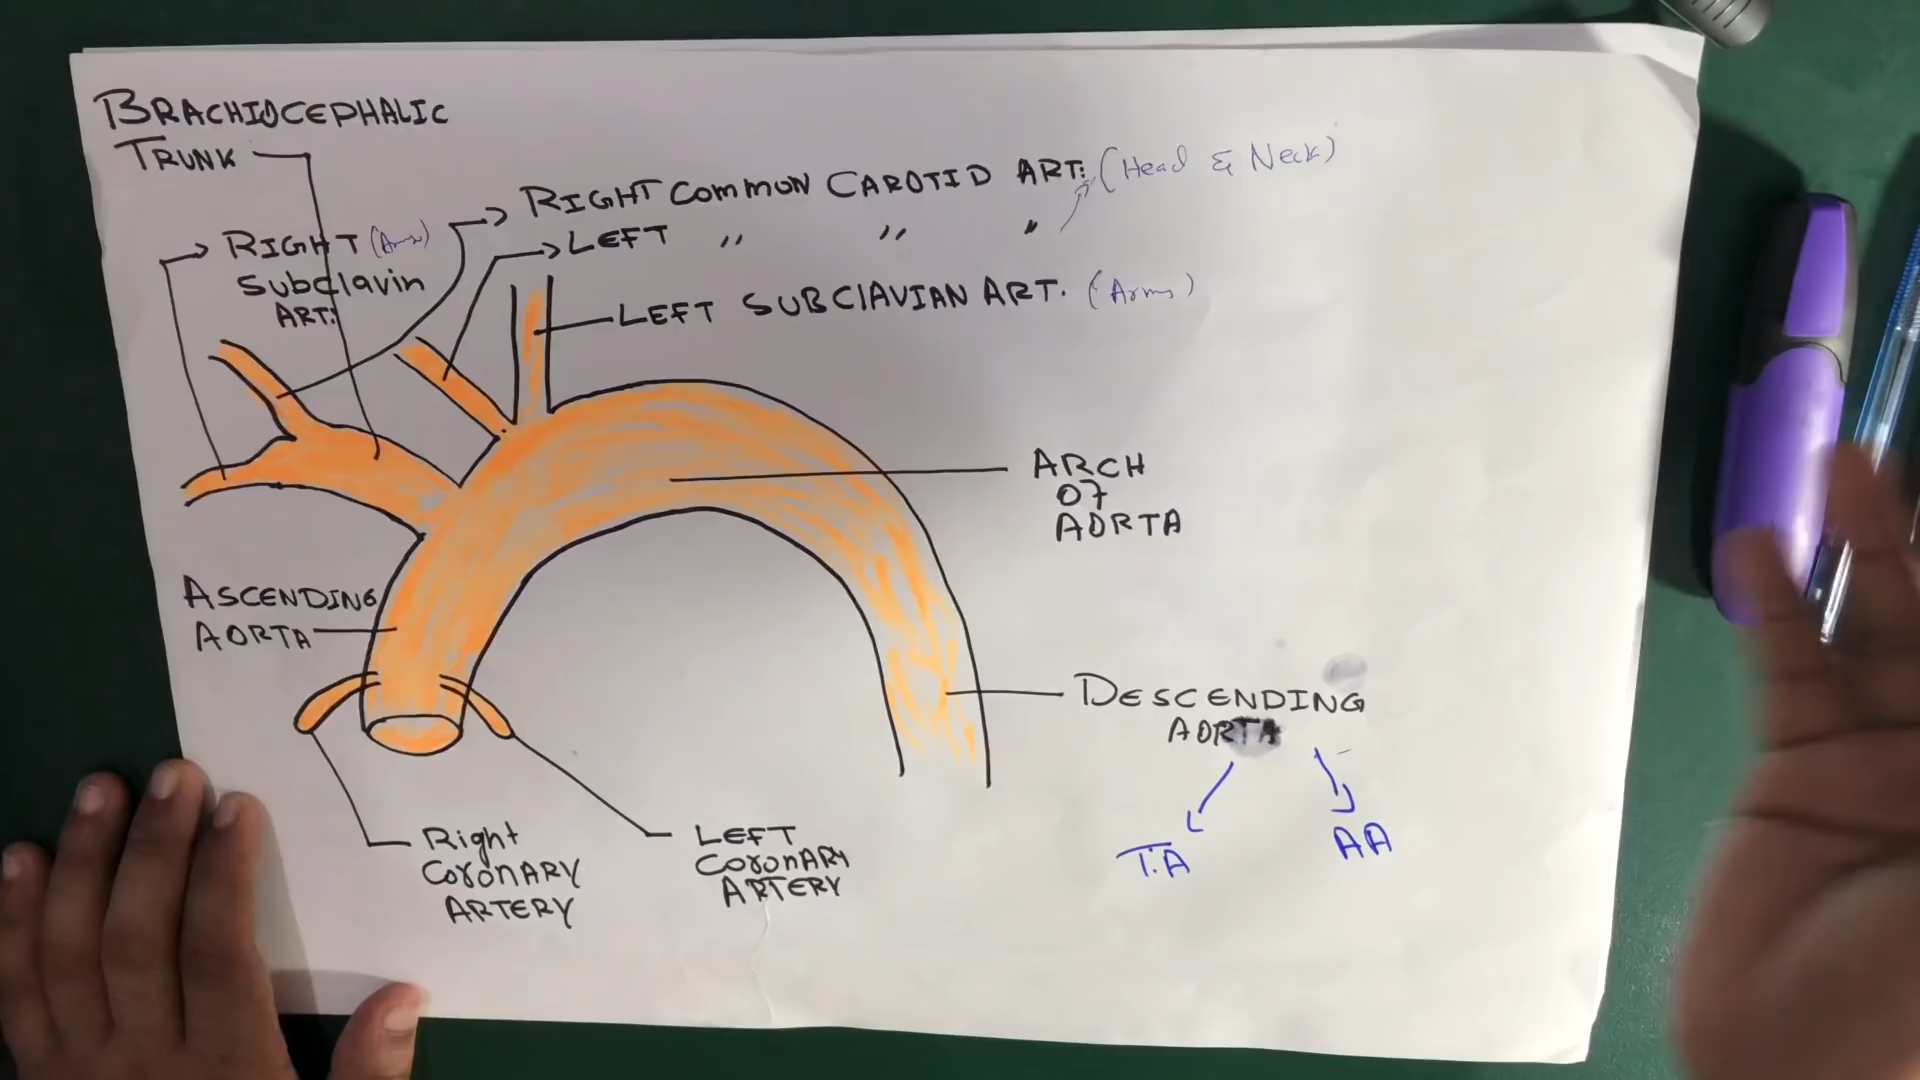 BRACHIOCEPHALIC
TRUNK
RIGHT COMMON CAROTID ART: (Head & Neck)
LEFT " " "
RIGHT (Arms)
Subclavin
ART:
LEFT SUBCLAVIAN ART. (Arms)
ARCH
OF
AORTA
ASCENDING
AORTA
DESCENDING
AORTA
T.A
AA
Right
CORONARY
ARTERY
LEFT
CORONARY
ARTERY